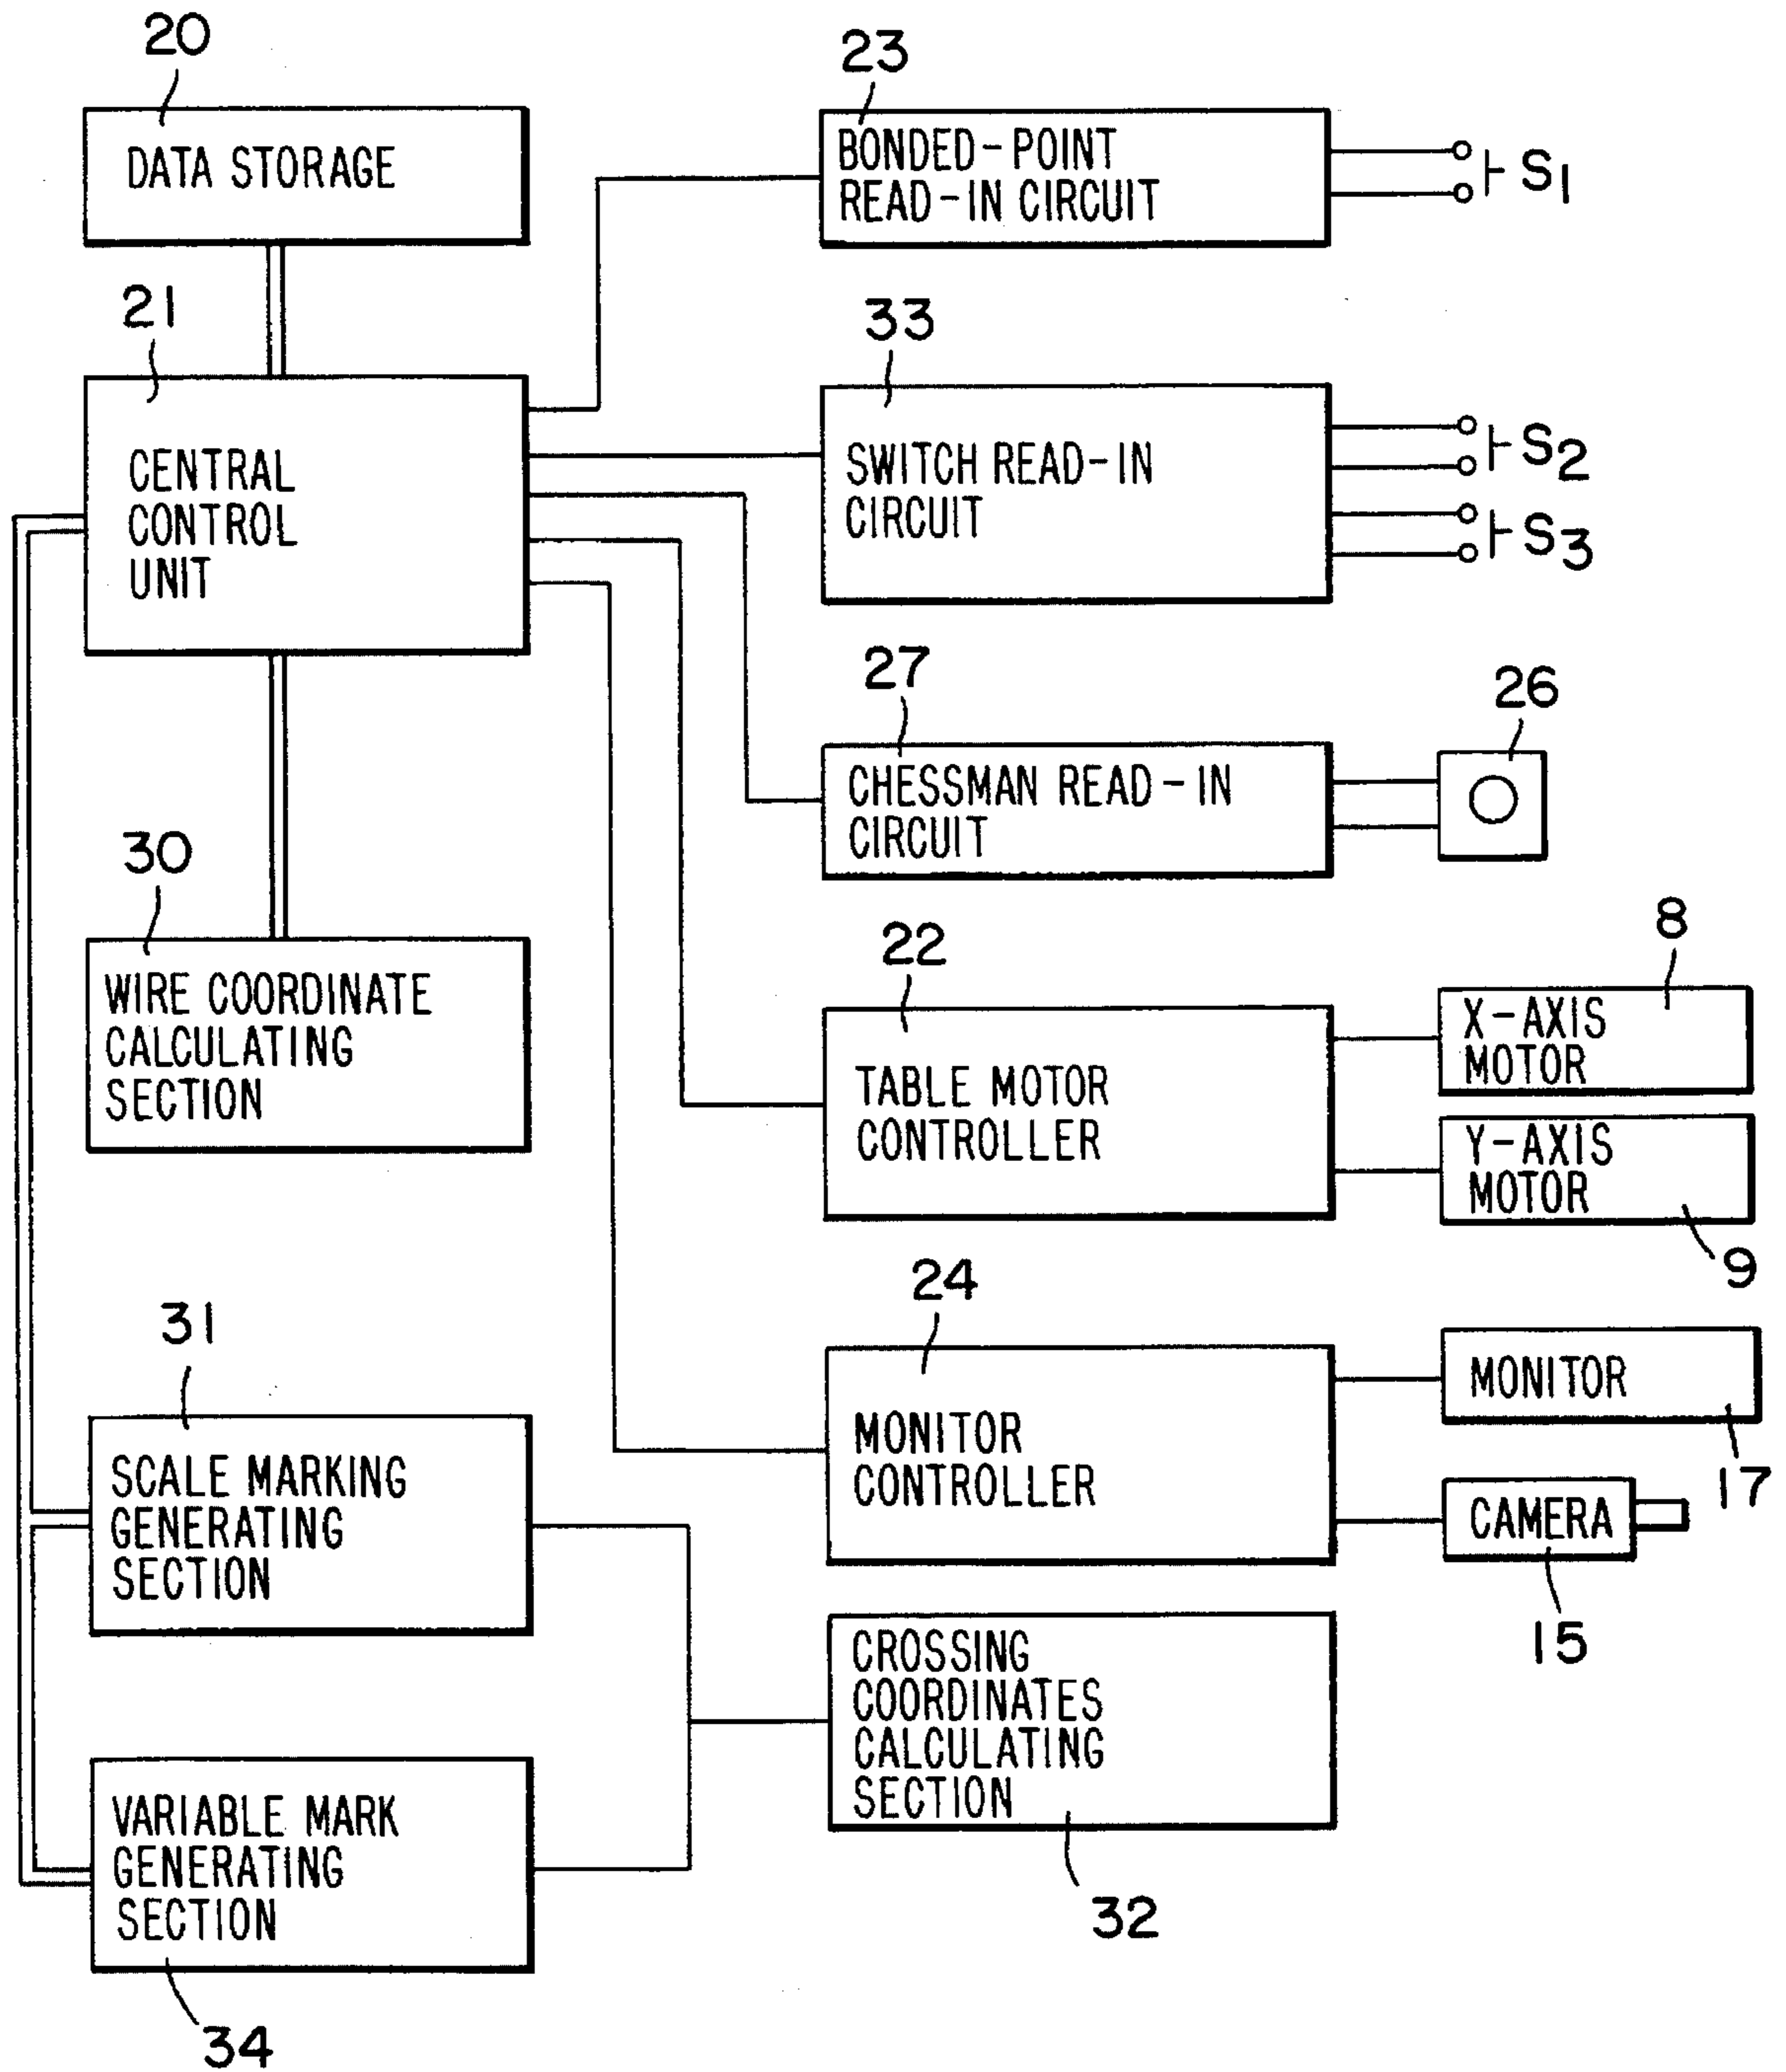 20
DATA STORAGE
23
BONDED-POINT
READ-IN CIRCUIT
S1
21
CENTRAL
CONTROL
UNIT
33
SWITCH READ-IN
CIRCUIT
S2
S3
27
CHESSMAN READ-IN
CIRCUIT
26
30
WIRE COORDINATE
CALCULATING
SECTION
22
TABLE MOTOR
CONTROLLER
8
X-AXIS
MOTOR
Y-AXIS
MOTOR
9
31
SCALE MARKING
GENERATING
SECTION
24
MONITOR
CONTROLLER
MONITOR
17
CAMERA
15
CROSSING
COORDINATES
CALCULATING
SECTION
32
VARIABLE MARK
GENERATING
SECTION
34